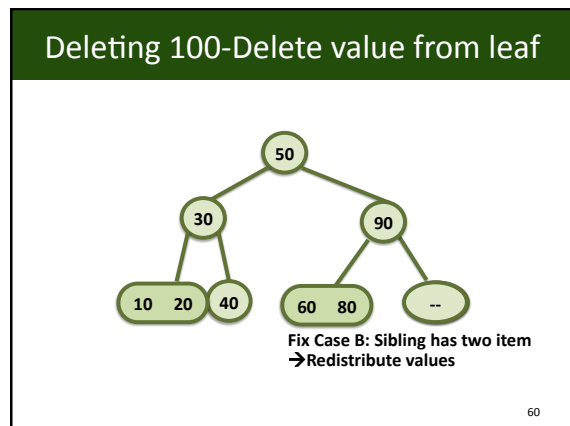 Deleting 100-Delete value from leaf
50
30
90
10 20 40 60 80 --
Fix Case B: Sibling has two item
→Redistribute values
60